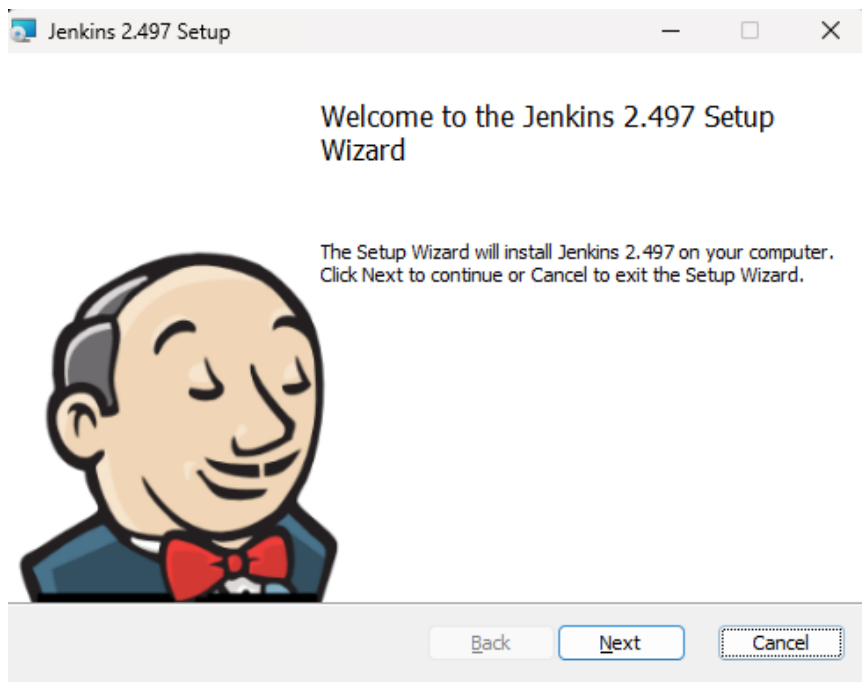 Jenkins 2.497 Setup
Welcome to the Jenkins 2.497 Setup
Wizard
The Setup Wizard will install Jenkins 2.497 on your computer.
Click Next to continue or Cancel to exit the Setup Wizard.
Back Next Cancel